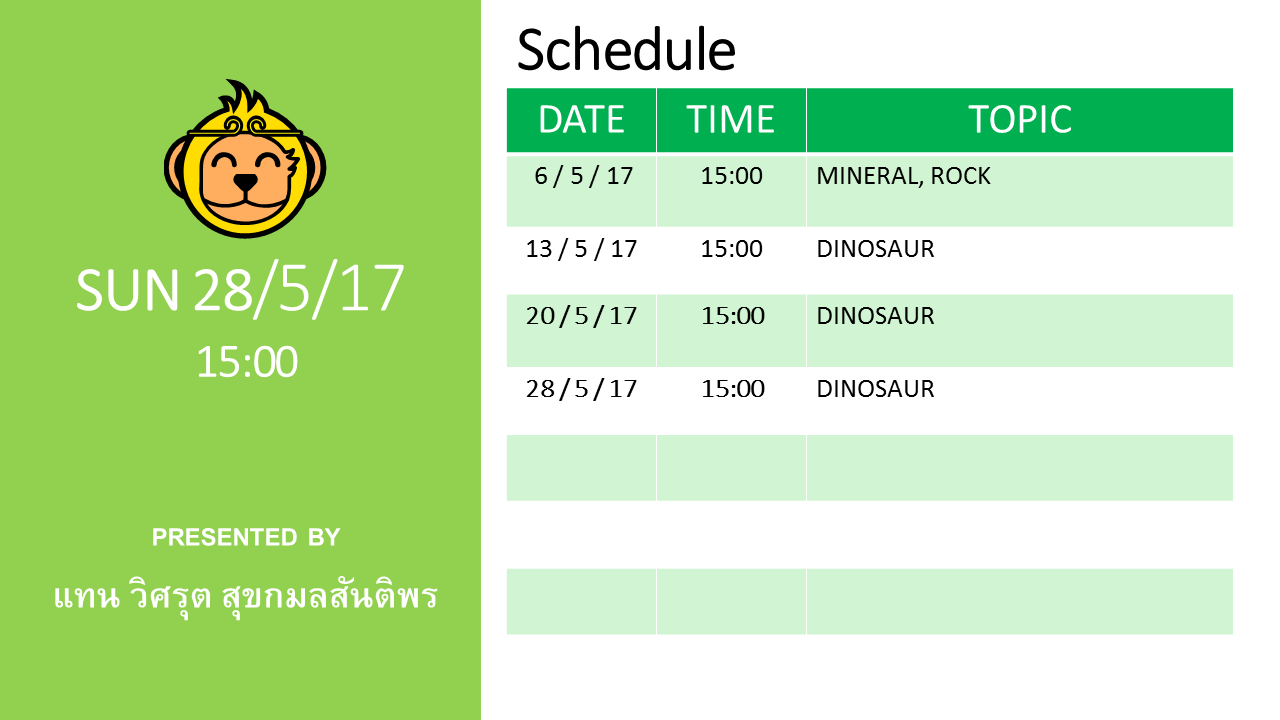 SUN 28/5/17
15:00
PRESENTED BY
แทน วิศรุต สุขกมลสันติพร
Schedule
DATE TIME TOPIC
6 / 5 / 17 15:00 MINERAL, ROCK
13 / 5 / 17 15:00 DINOSAUR
20 / 5 / 17 15:00 DINOSAUR
28 / 5 / 17 15:00 DINOSAUR